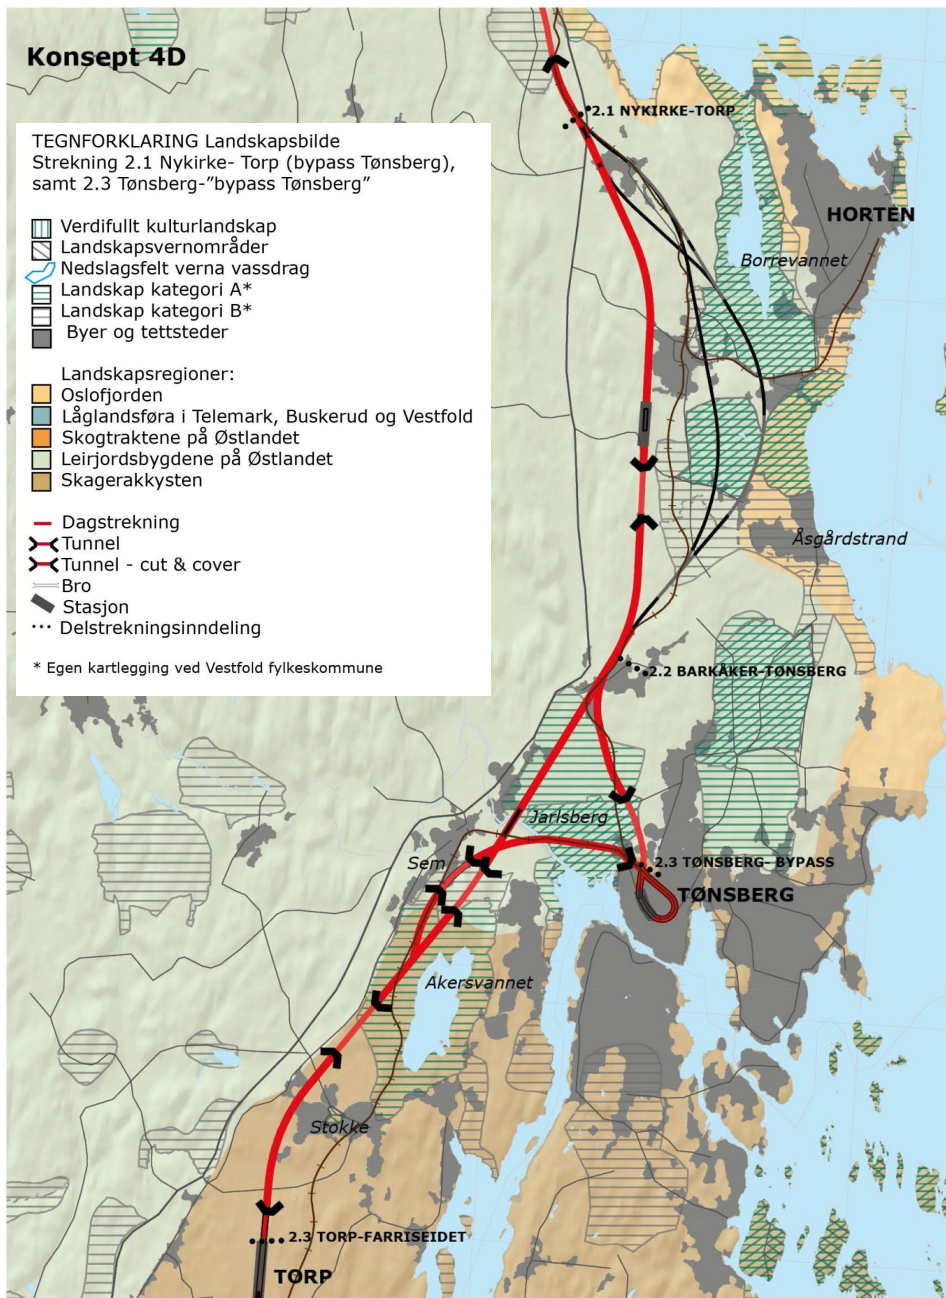 Konsept 4D
2.1 NYKIRKE-TORP
TEGNFORKLARING Landskapsbilde
Strekning 2.1 Nykirke- Torp (bypass Tønsberg),
samt 2.3 Tønsberg-”bypass Tønsberg”
Verdifullt kulturlandskap
Landskapsvernområder
Nedslagsfelt verna vassdrag
Landskap kategori A*
Landskap kategori B*
Byer og tettsteder
Landskapsregioner:
Oslofjorden
Låglandsføra i Telemark, Buskerud og Vestfold
Skogtraktene på Østlandet
Leirjordsbygdene på Østlandet
Skagerakkysten
Dagstrekning
Tunnel
Tunnel - cut & cover
Bro
Stasjon
Delstrekningsinndeling
* Egen kartlegging ved Vestfold fylkeskommune
HORTEN
Borrevannet
Åsgårdstrand
2.2 BARKÅKER-TØNSBERG
Jarlsberg
Sem
2.3 TØNSBERG- BYPASS
TØNSBERG
Akersvannet
Stokke
2.3 TORP-FARRISEIDET
TORP